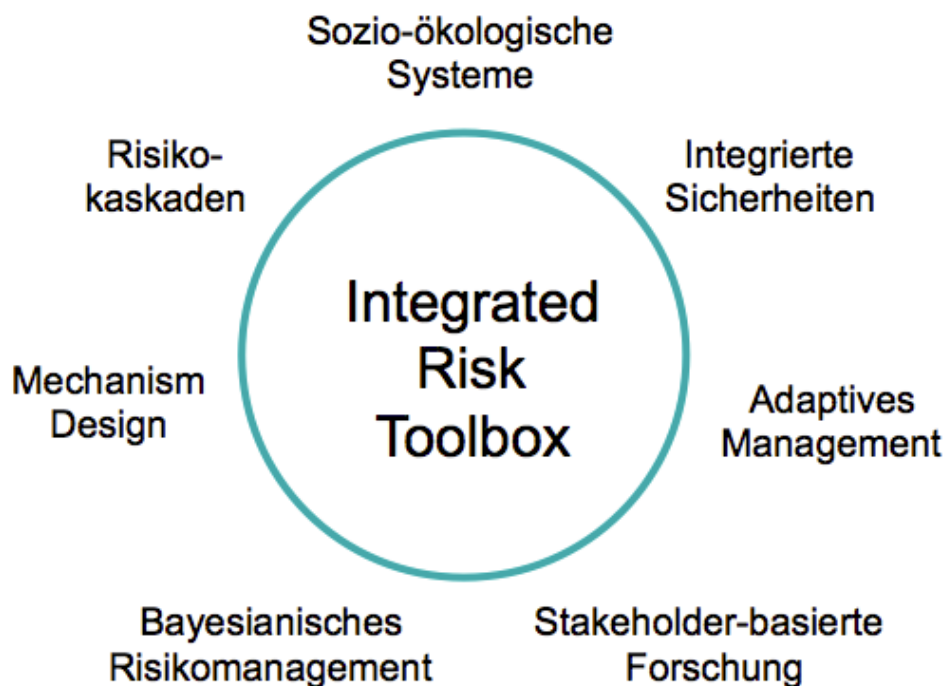 Sozio-ökologische
Systeme
Integrierte
Sicherheiten
Adaptives
Management
Stakeholder-basierte
Forschung
Bayesianisches
Risikomanagement
Mechanism
Design
Risiko-
kaskaden
Integrated
Risk
Toolbox